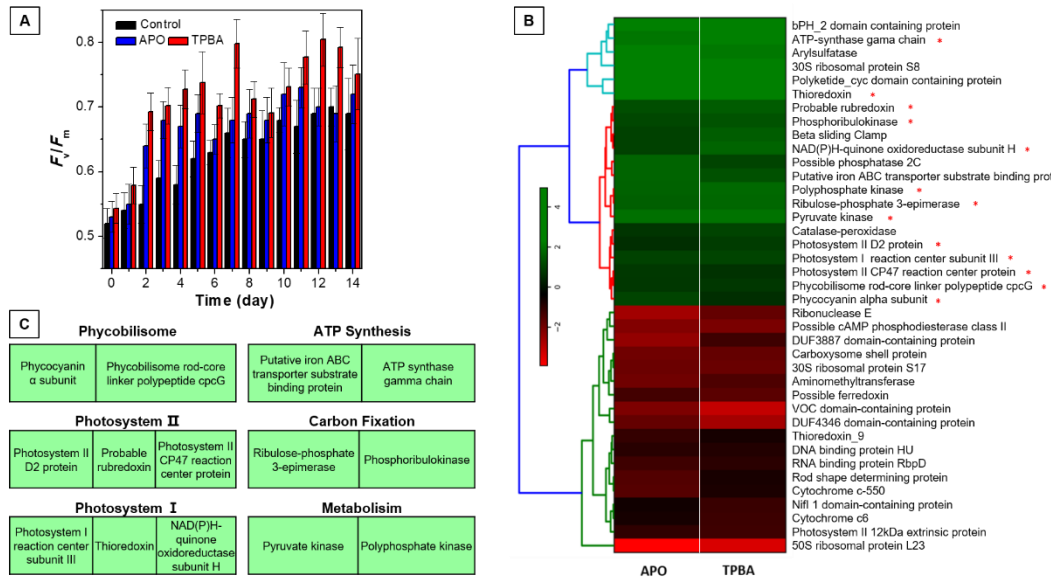 A
Control
APO
TPBA
Fv/Fm
0.8
0.7
0.6
0.5
0 2 4 6 8 10 12 14
Time (day)
B
bPH_2 domain containing protein
ATP-synthase gama chain *
Arylsulfatase
30S ribosomal protein S8
Polyketide_cyc domain containing protein
Thioredoxin *
Probable rubredoxin *
Phosphoribulokinase *
Beta sliding Clamp
NAD(P)H-quinone oxidoreductase subunit H *
Possible phosphatase 2C
Putative iron ABC transporter substrate binding prot
Polyphosphate kinase *
Ribulose-phosphate 3-epimerase *
Pyruvate kinase *
Catalase-peroxidase
Photosystem II D2 protein *
Photosystem I reaction center subunit III *
Photosystem II CP47 reaction center protein *
Phycobilisome rod-core linker polypeptide cpcG *
Phycocyanin alpha subunit *
Ribonuclease E
Possible cAMP phosphodiesterase class II
DUF3887 domain-containing protein
Carboxysome shell protein
30S ribosomal protein S17
Aminomethyltransferase
Possible ferredoxin
VOC domain-containing protein
DUF4346 domain-containing protein
Thioredoxin_9
DNA binding protein HU
RNA binding protein RbpD
Rod shape determining protein
Cytochrome c-550
Nifl 1 domain-containing protein
Cytochrome c6
Photosystem II 12kDa extrinsic protein
50S ribosomal protein L23
4
2
0
-2
APO
TPBA
C
Phycobilisome
Phycocyanin
α subunit
Phycobilisome rod-core
linker polypeptide cpcG
ATP Synthesis
Putative iron ABC
transporter substrate
binding protein
ATP synthase
gamma chain
Photosystem II
Photosystem II
D2 protein
Probable
rubredoxin
Photosystem II
CP47 reaction
center protein
Carbon Fixation
Ribulose-phosphate
3-epimerase
Phosphoribulokinase
Photosystem I
Photosystem I
reaction center
subunit III
Thioredoxin
NAD(P)H-
quinone
oxidoreductase
subunit H
Metabolisim
Pyruvate kinase
Polyphosphate kinase